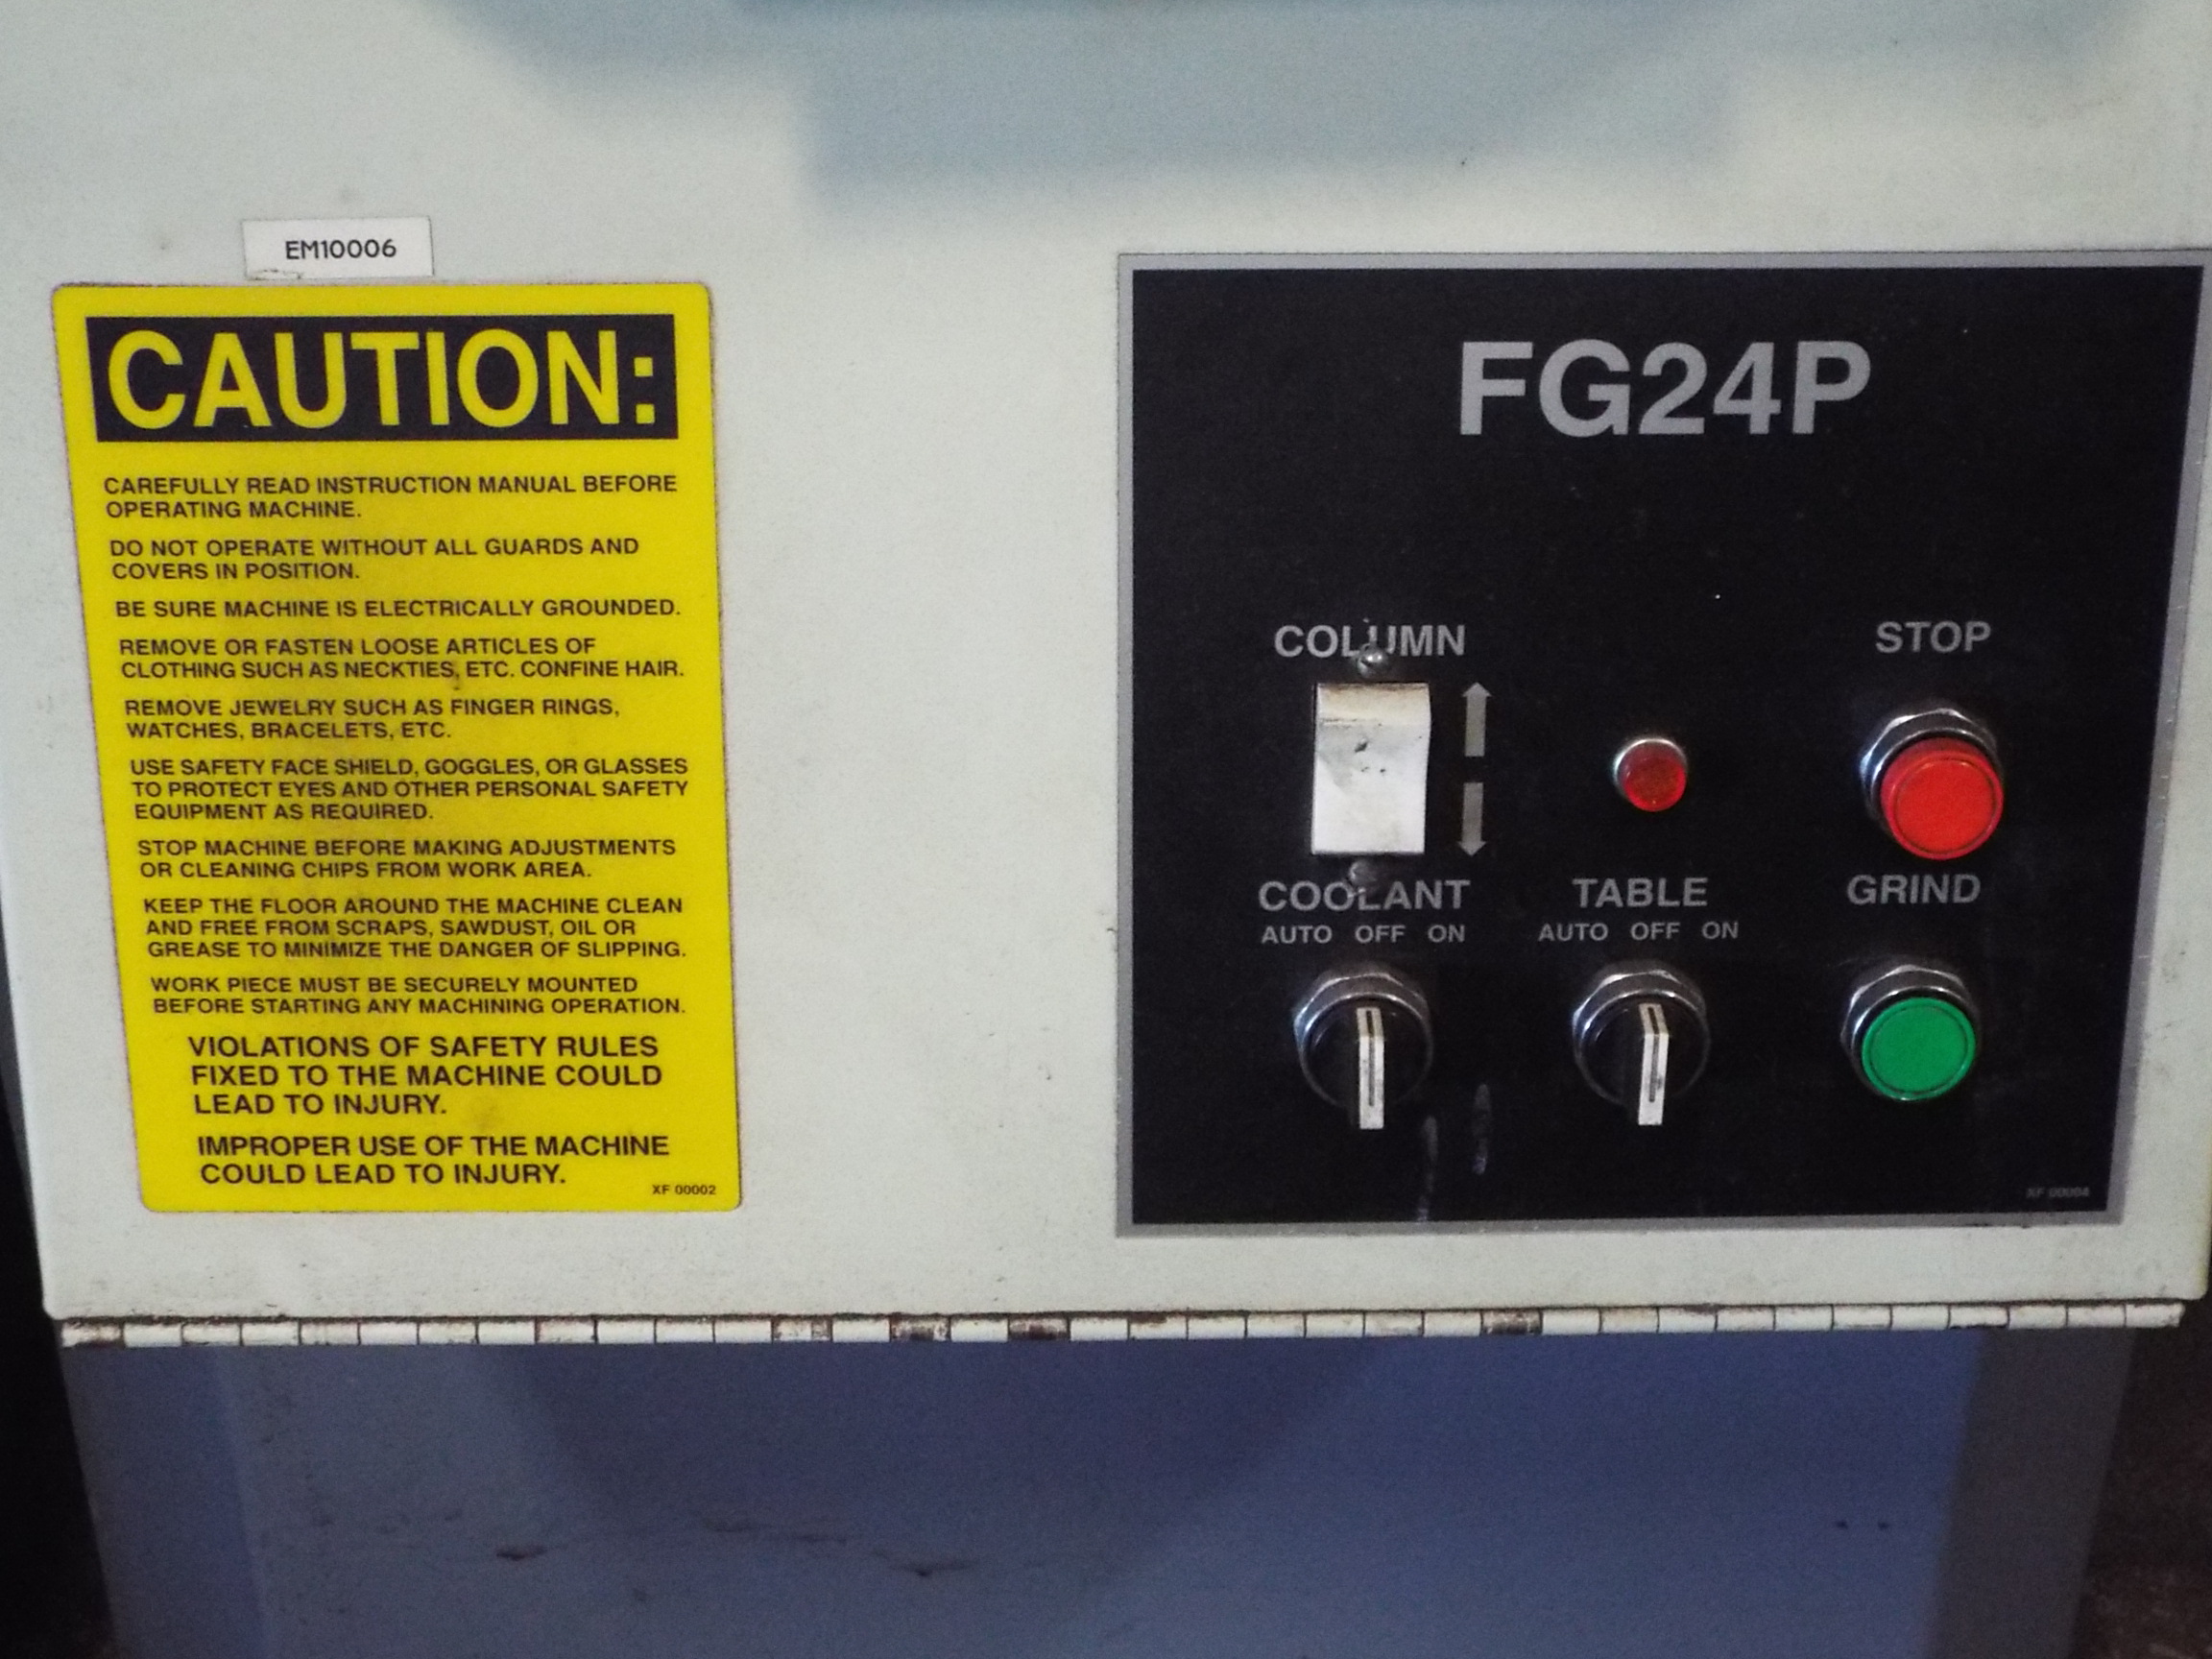 EM10006
CAUTION:
CAREFULLY READ INSTRUCTION MANUAL BEFORE
OPERATING MACHINE.
DO NOT OPERATE WITHOUT ALL GUARDS AND
COVERS IN POSITION.
BE SURE MACHINE IS ELECTRICALLY GROUNDED.
REMOVE OR FASTEN LOOSE ARTICLES OF
CLOTHING SUCH AS NECKTIES, ETC. CONFINE HAIR.
REMOVE JEWELRY SUCH AS FINGER RINGS,
WATCHES, BRACELETS, ETC.
USE SAFETY FACE SHIELD, GOGGLES, OR GLASSES
TO PROTECT EYES AND OTHER PERSONAL SAFETY
EQUIPMENT AS REQUIRED.
STOP MACHINE BEFORE MAKING ADJUSTMENTS
OR CLEANING CHIPS FROM WORK AREA.
KEEP THE FLOOR AROUND THE MACHINE CLEAN
AND FREE FROM SCRAPS, SAWDUST, OIL OR
GREASE TO MINIMIZE THE DANGER OF SLIPPING.
WORK PIECE MUST BE SECURELY MOUNTED
BEFORE STARTING ANY MACHINING OPERATION.
VIOLATIONS OF SAFETY RULES
FIXED TO THE MACHINE COULD
LEAD TO INJURY.
IMPROPER USE OF THE MACHINE
COULD LEAD TO INJURY.
XF 00002
FG24P
COLUMN
STOP
COOLANT
AUTO OFF ON
TABLE
AUTO OFF ON
GRIND
XF 00004